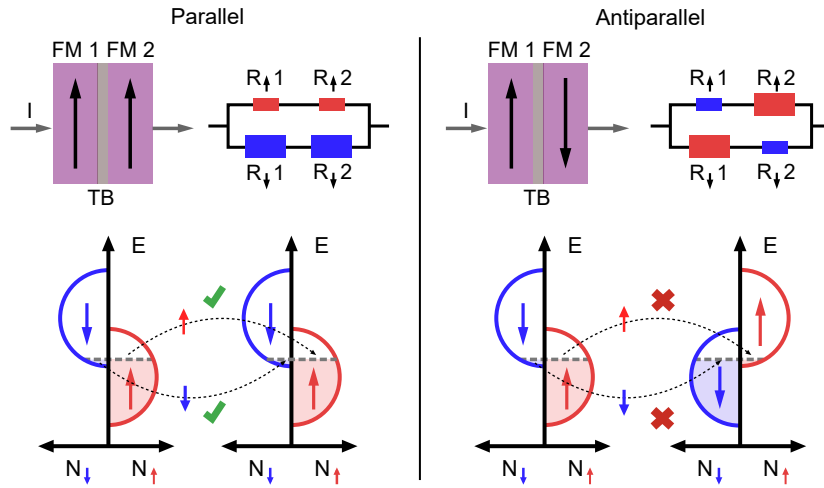 Parallel
Antiparallel
FM 1 FM 2
I
TB
R↑1 R↑2
R↓1 R↓2
FM 1 FM 2
I
TB
R↑1 R↑2
R↓1 R↓2
E
E
N↓ N↑
N↓ N↑
E
E
N↓ N↑
N↓ N↑